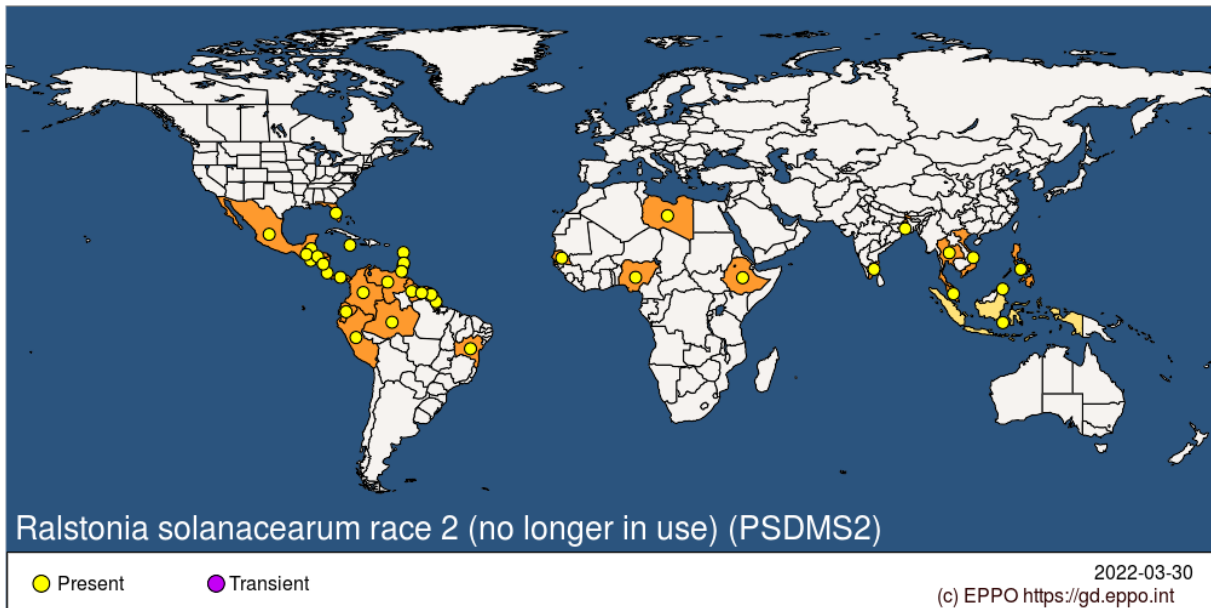 Ralstonia solanacearum race 2 (no longer in use) (PSDMS2)
Present
Transient
2022-03-30
(c) EPPO https://gd.eppo.int